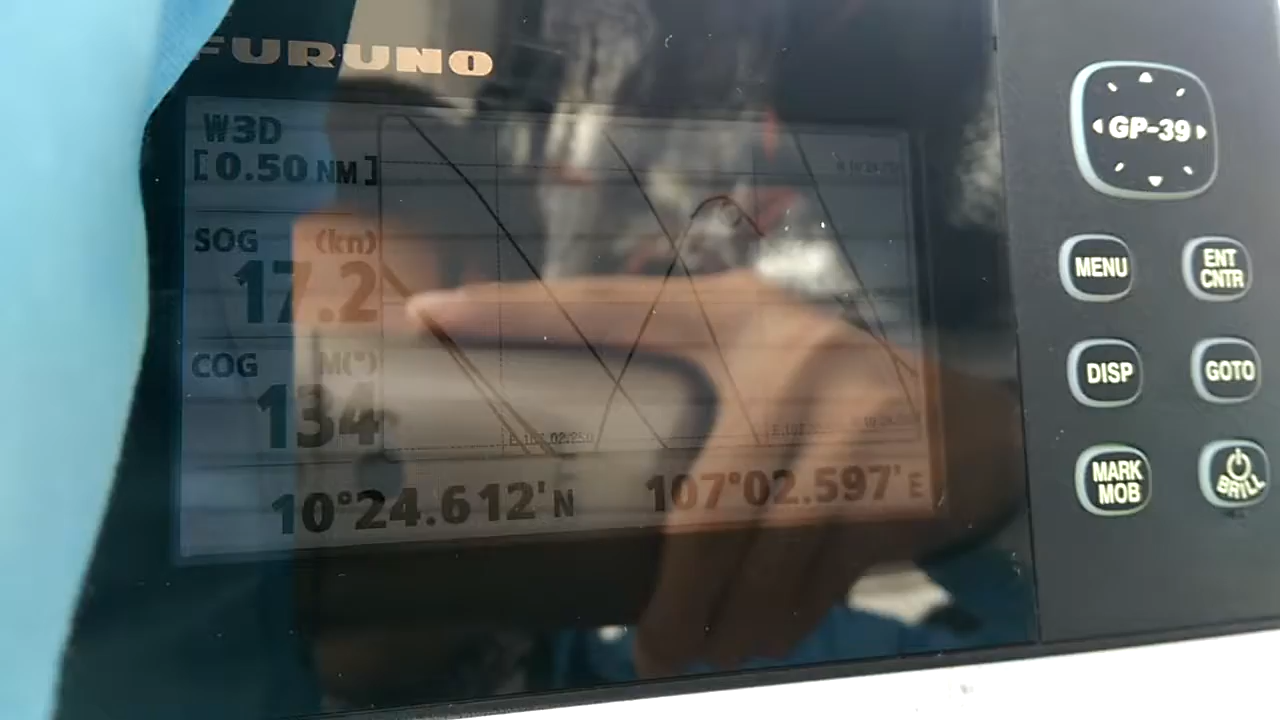 FURUNO
W3D
[0.50 NM]
SOG (kn)
17.2
COG M(°)
134
10°24.612'N 107°02.597'E
GP-39
MENU
ENT
CNTR
DISP
GOTO
MARK
MOB
BRILL